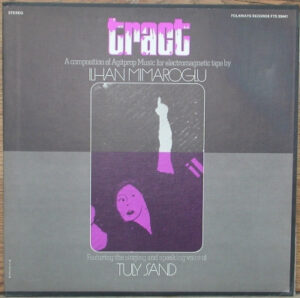 STEREO
FOLKWAYS RECORDS FTS 33441
tract
A composition of Agitprop Music for electromagnetic tape by
ILHAN MIMAROGLU
Featuring the singing and speaking voice of
TULY SAND